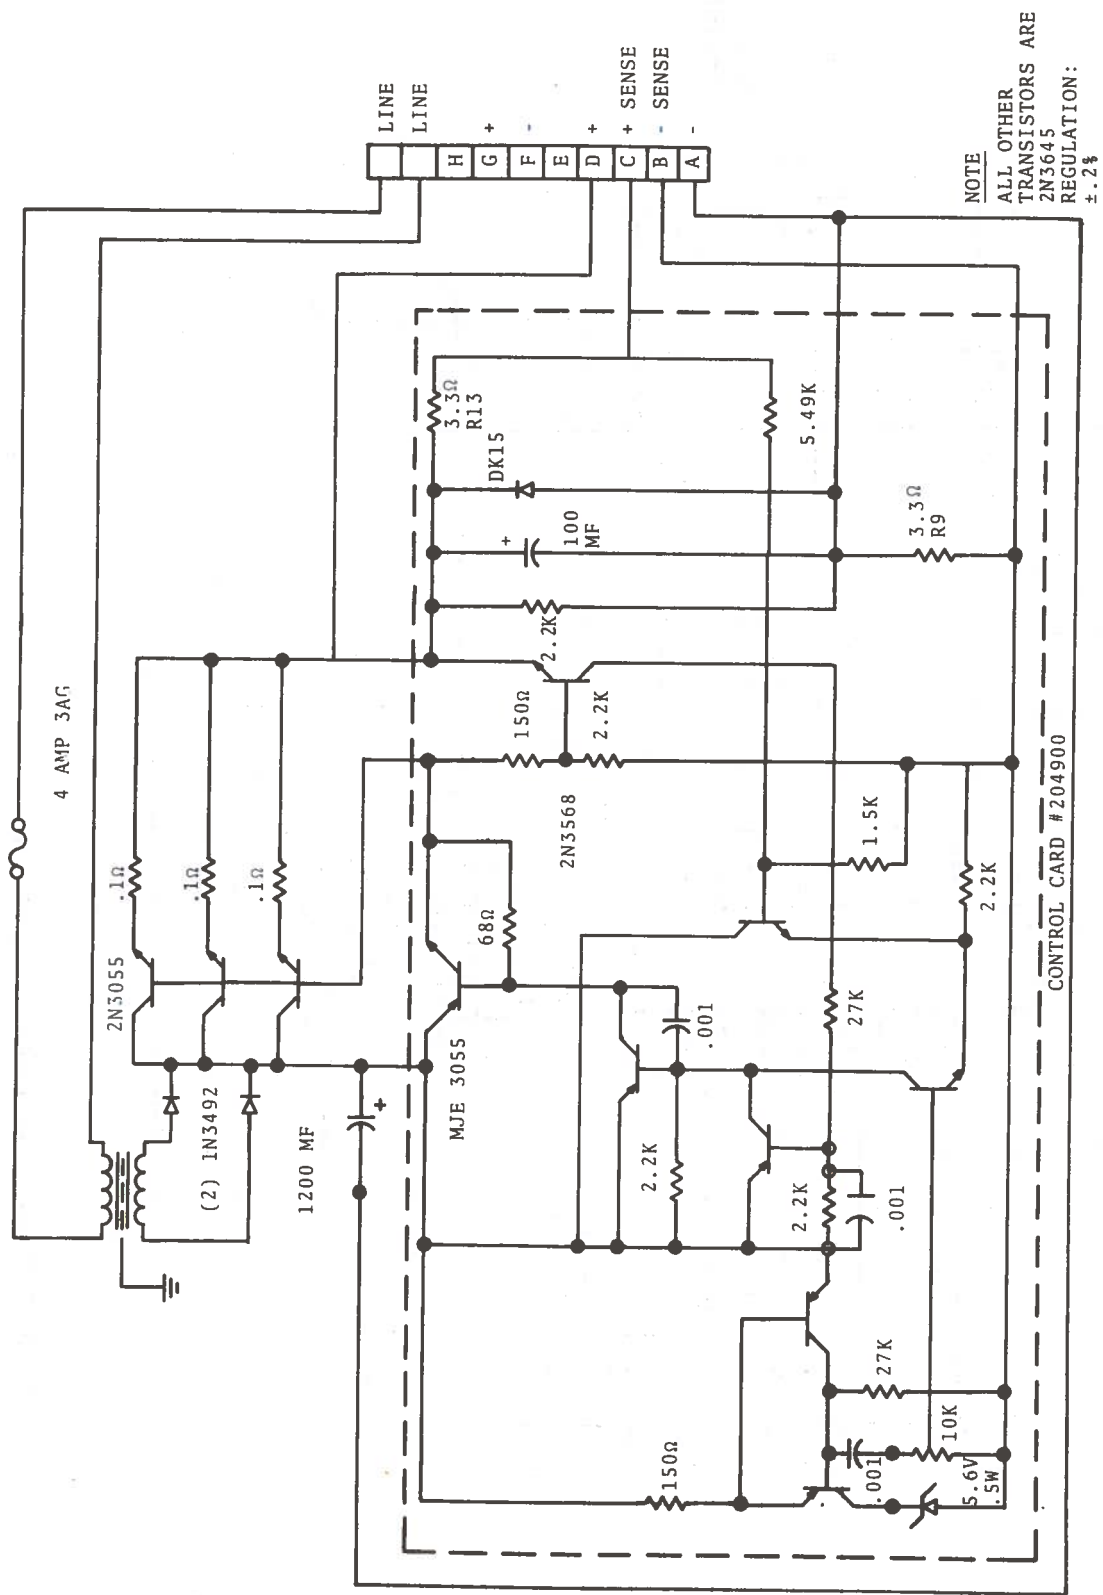 4 AMP 3AG
LINE
LINE
H
G +
F -
E
D +
C + SENSE
B - SENSE
A -
.1Ω
.1Ω
.1Ω
2N3055
(2) 1N3492
1200 MF
+
MJE 3055
68Ω
150Ω
2.2K
2.2K
2N3568
3.3Ω
R13
DK15
+
100
MF
5.49K
3.3Ω
R9
1.5K
2.2K
.001
27K
2.2K
2.2K
.001
150Ω
27K
10K
.001
5.6V
.5W
CONTROL CARD #204900
NOTE
ALL OTHER
TRANSISTORS ARE
2N3645
REGULATION:
±.2%